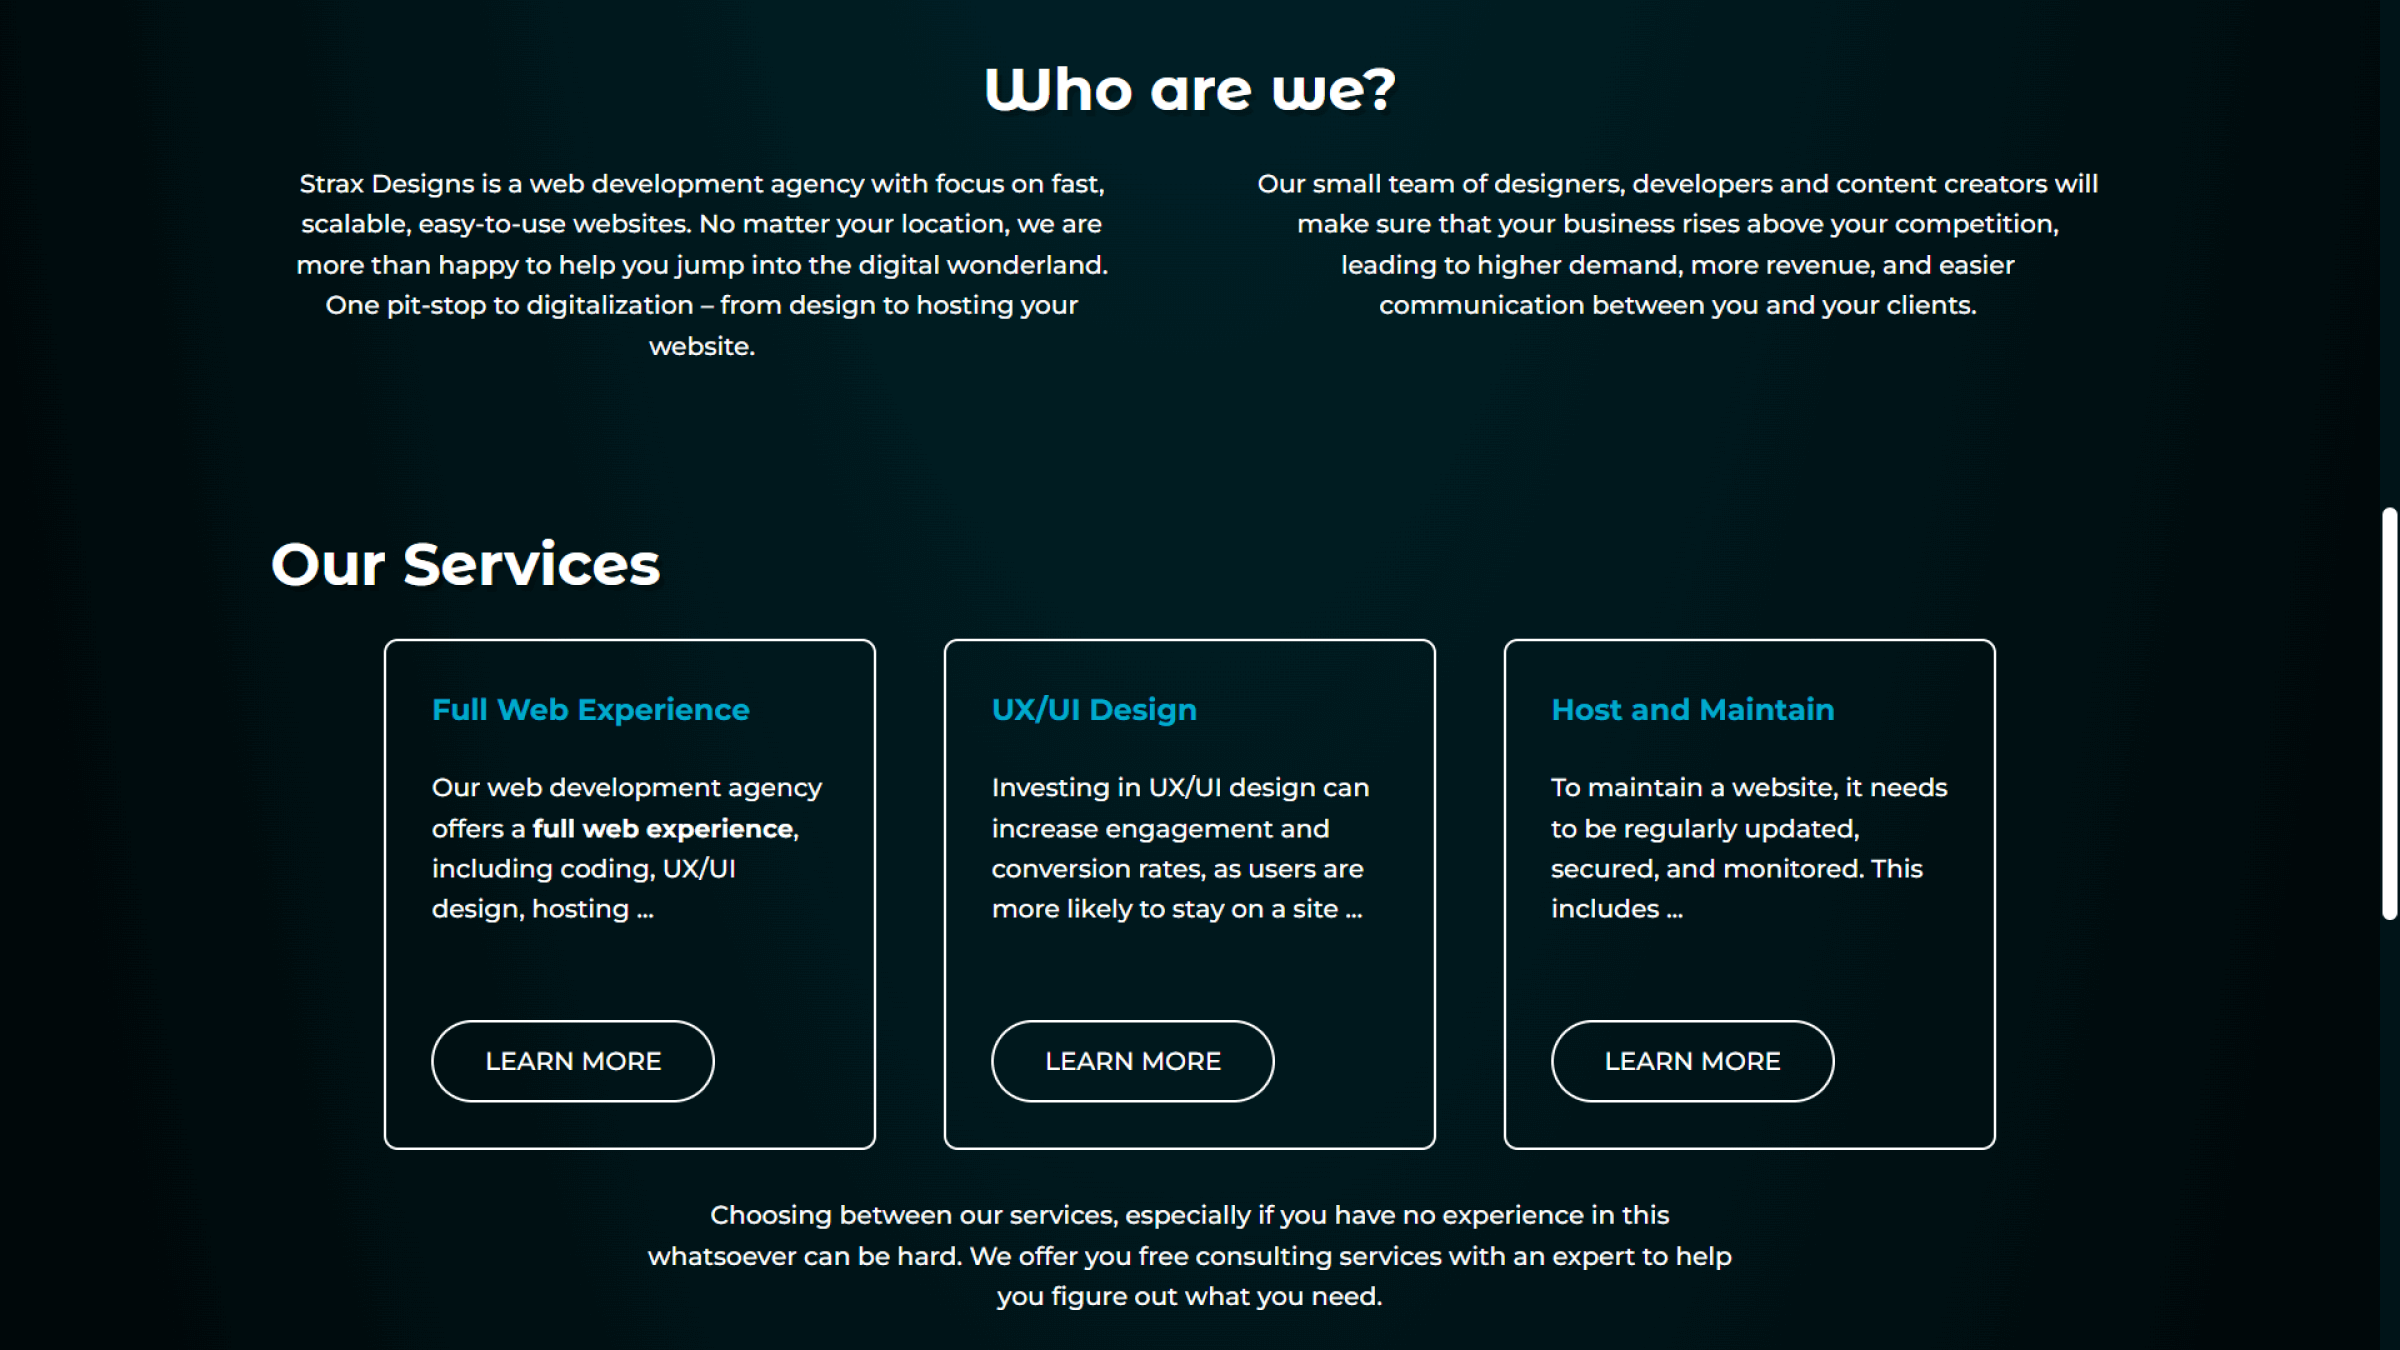 Who are we?
Strax Designs is a web development agency with focus on fast,
scalable, easy-to-use websites. No matter your location, we are
more than happy to help you jump into the digital wonderland.
One pit-stop to digitalization – from design to hosting your
website.
Our small team of designers, developers and content creators will
make sure that your business rises above your competition,
leading to higher demand, more revenue, and easier
communication between you and your clients.
Our Services
Full Web Experience
Our web development agency
offers a full web experience,
including coding, UX/UI
design, hosting ...
LEARN MORE
UX/UI Design
Investing in UX/UI design can
increase engagement and
conversion rates, as users are
more likely to stay on a site ...
LEARN MORE
Host and Maintain
To maintain a website, it needs
to be regularly updated,
secured, and monitored. This
includes ...
LEARN MORE
Choosing between our services, especially if you have no experience in this
whatsoever can be hard. We offer you free consulting services with an expert to help
you figure out what you need.